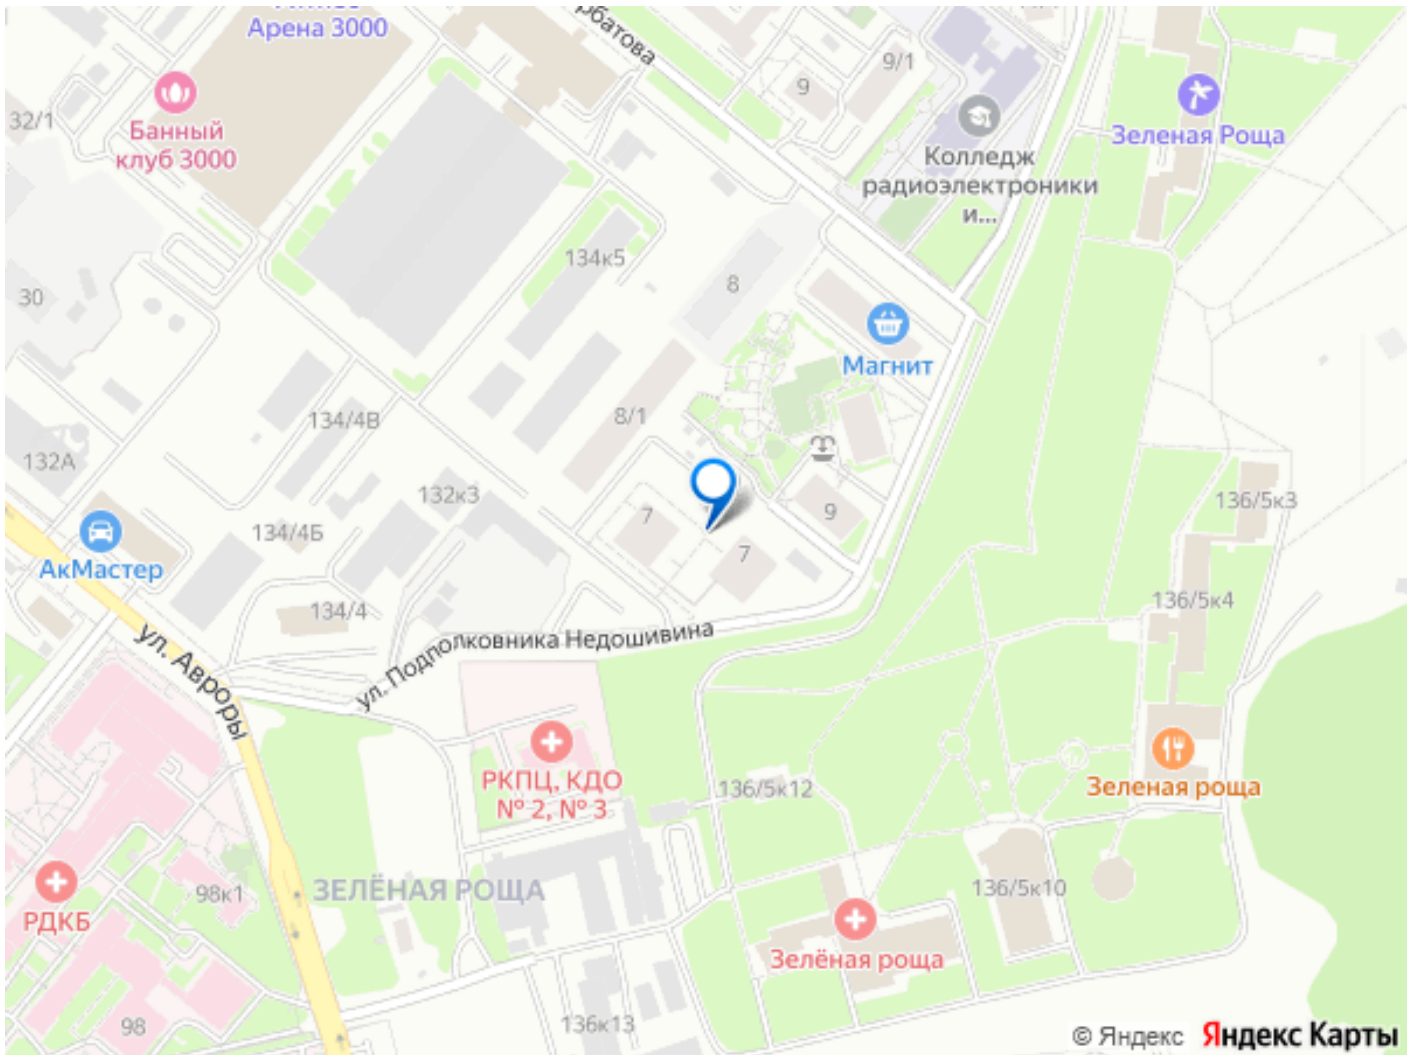 Арена 3000
рбатова
9/1
9
32/1
Банный
клуб 3000
Зеленая Роща
Колледж
радиоэлектроники
и...
134к5
8
30
Магнит
134/4В
8/1
132А
132к3
7
9
136/5к3
134/4Б
7
АкМастер
134/4
136/5к4
ул. Подполковника Недошивина
ул. Авроры
РКПЦ, КДО
№ 2, № 3
136/5к12
Зеленая роща
ЗЕЛЁНАЯ РОЩА
98к1
РДКБ
136/5к10
Зелёная роща
98
136к13
© Яндекс Яндекс Карты